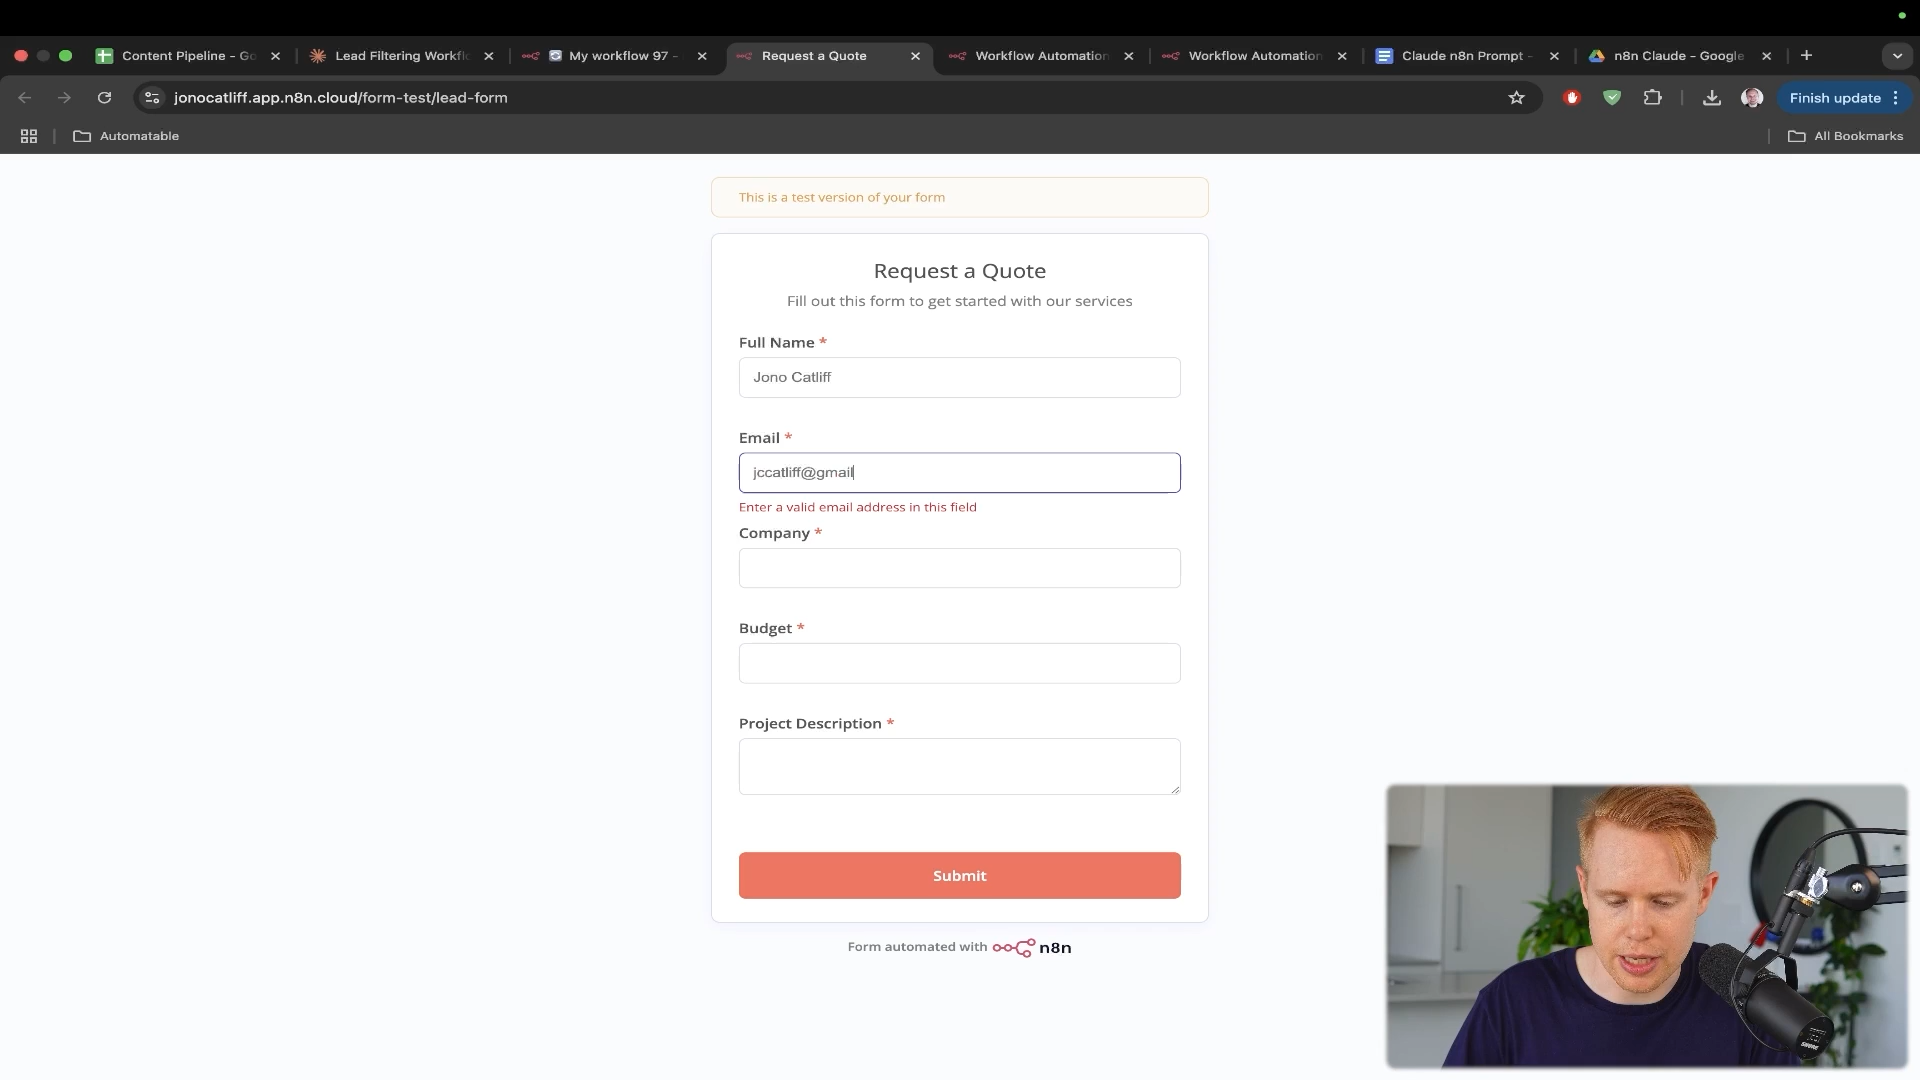 Content Pipeline - Go
Lead Filtering Workfl
My workflow 97 -
Request a Quote
Workflow Automation
Workflow Automation
Claude n8n Prompt -
n8n Claude - Google
jonocatliff.app.n8n.cloud/form-test/lead-form
Finish update
Automatable
All Bookmarks
This is a test version of your form
Request a Quote
Fill out this form to get started with our services
Full Name *
Jono Catliff
Email *
jccatliff@gmail
Enter a valid email address in this field
Company *
Budget *
Project Description *
Submit
Form automated with n8n